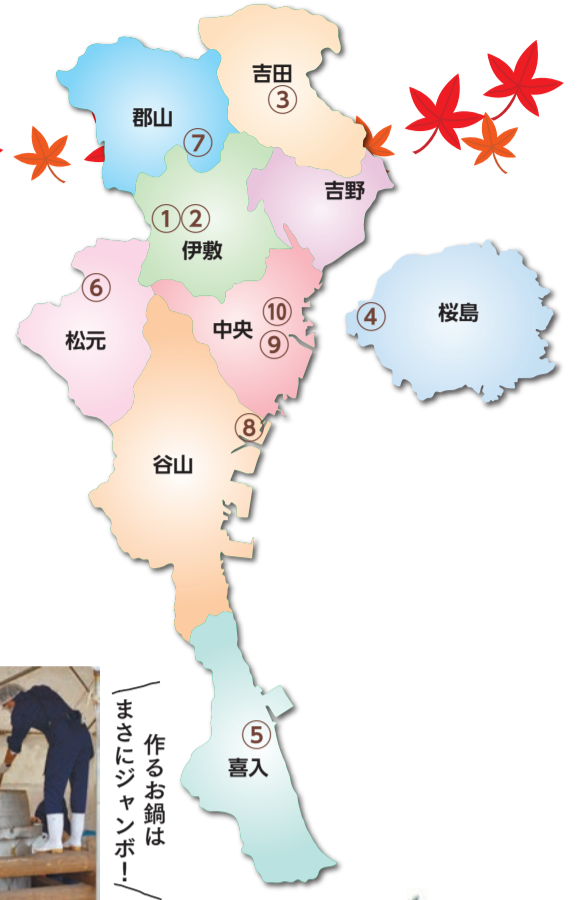 吉田
③
郡山
⑦
吉野
①②
伊敷
⑥
松元
⑩
中央
⑨
④
桜島
⑧
谷山
⑤
喜入
作るお鍋は
まさにジャンボ！